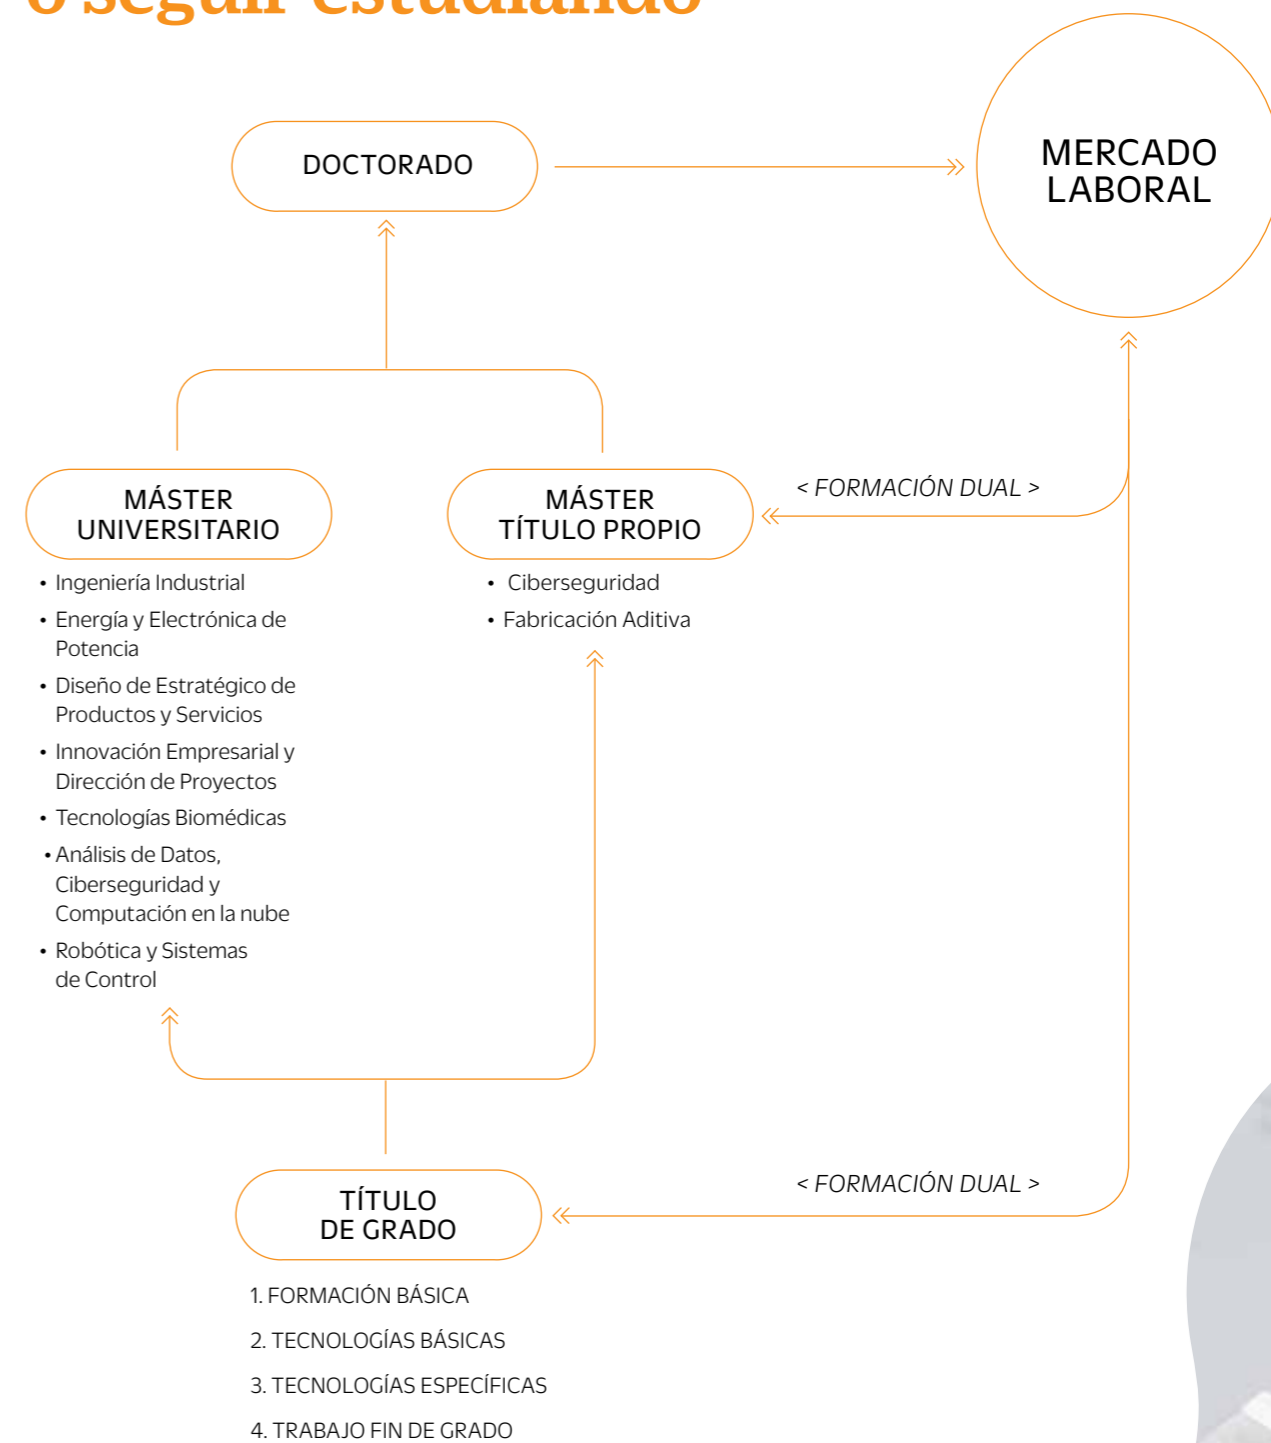 o seguir estudiando
DOCTORADO
MERCADO
LABORAL
MÁSTER
UNIVERSITARIO
• Ingeniería Industrial
• Energía y Electrónica de
Potencia
• Diseño de Estratégico de
Productos y Servicios
• Innovación Empresarial y
Dirección de Proyectos
• Tecnologías Biomédicas
• Análisis de Datos,
Ciberseguridad y
Computación en la nube
• Robótica y Sistemas
de Control
MÁSTER
TÍTULO PROPIO
• Ciberseguridad
• Fabricación Aditiva
< FORMACIÓN DUAL >
< FORMACIÓN DUAL >
TÍTULO
DE GRADO
1. FORMACIÓN BÁSICA
2. TECNOLOGÍAS BÁSICAS
3. TECNOLOGÍAS ESPECÍFICAS
4. TRABAJO FIN DE GRADO